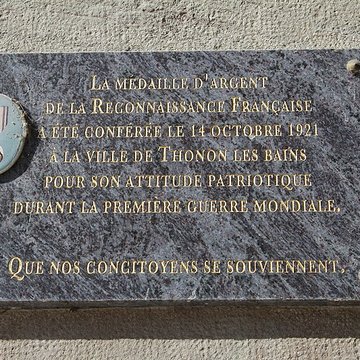 La médaille d'argent
de la Reconnaissance Française
a été conférée le 14 octobre 1921
à la ville de Thonon les bains
pour son attitude patriotique
durant la première guerre mondiale.
Que nos concitoyens se souviennent.